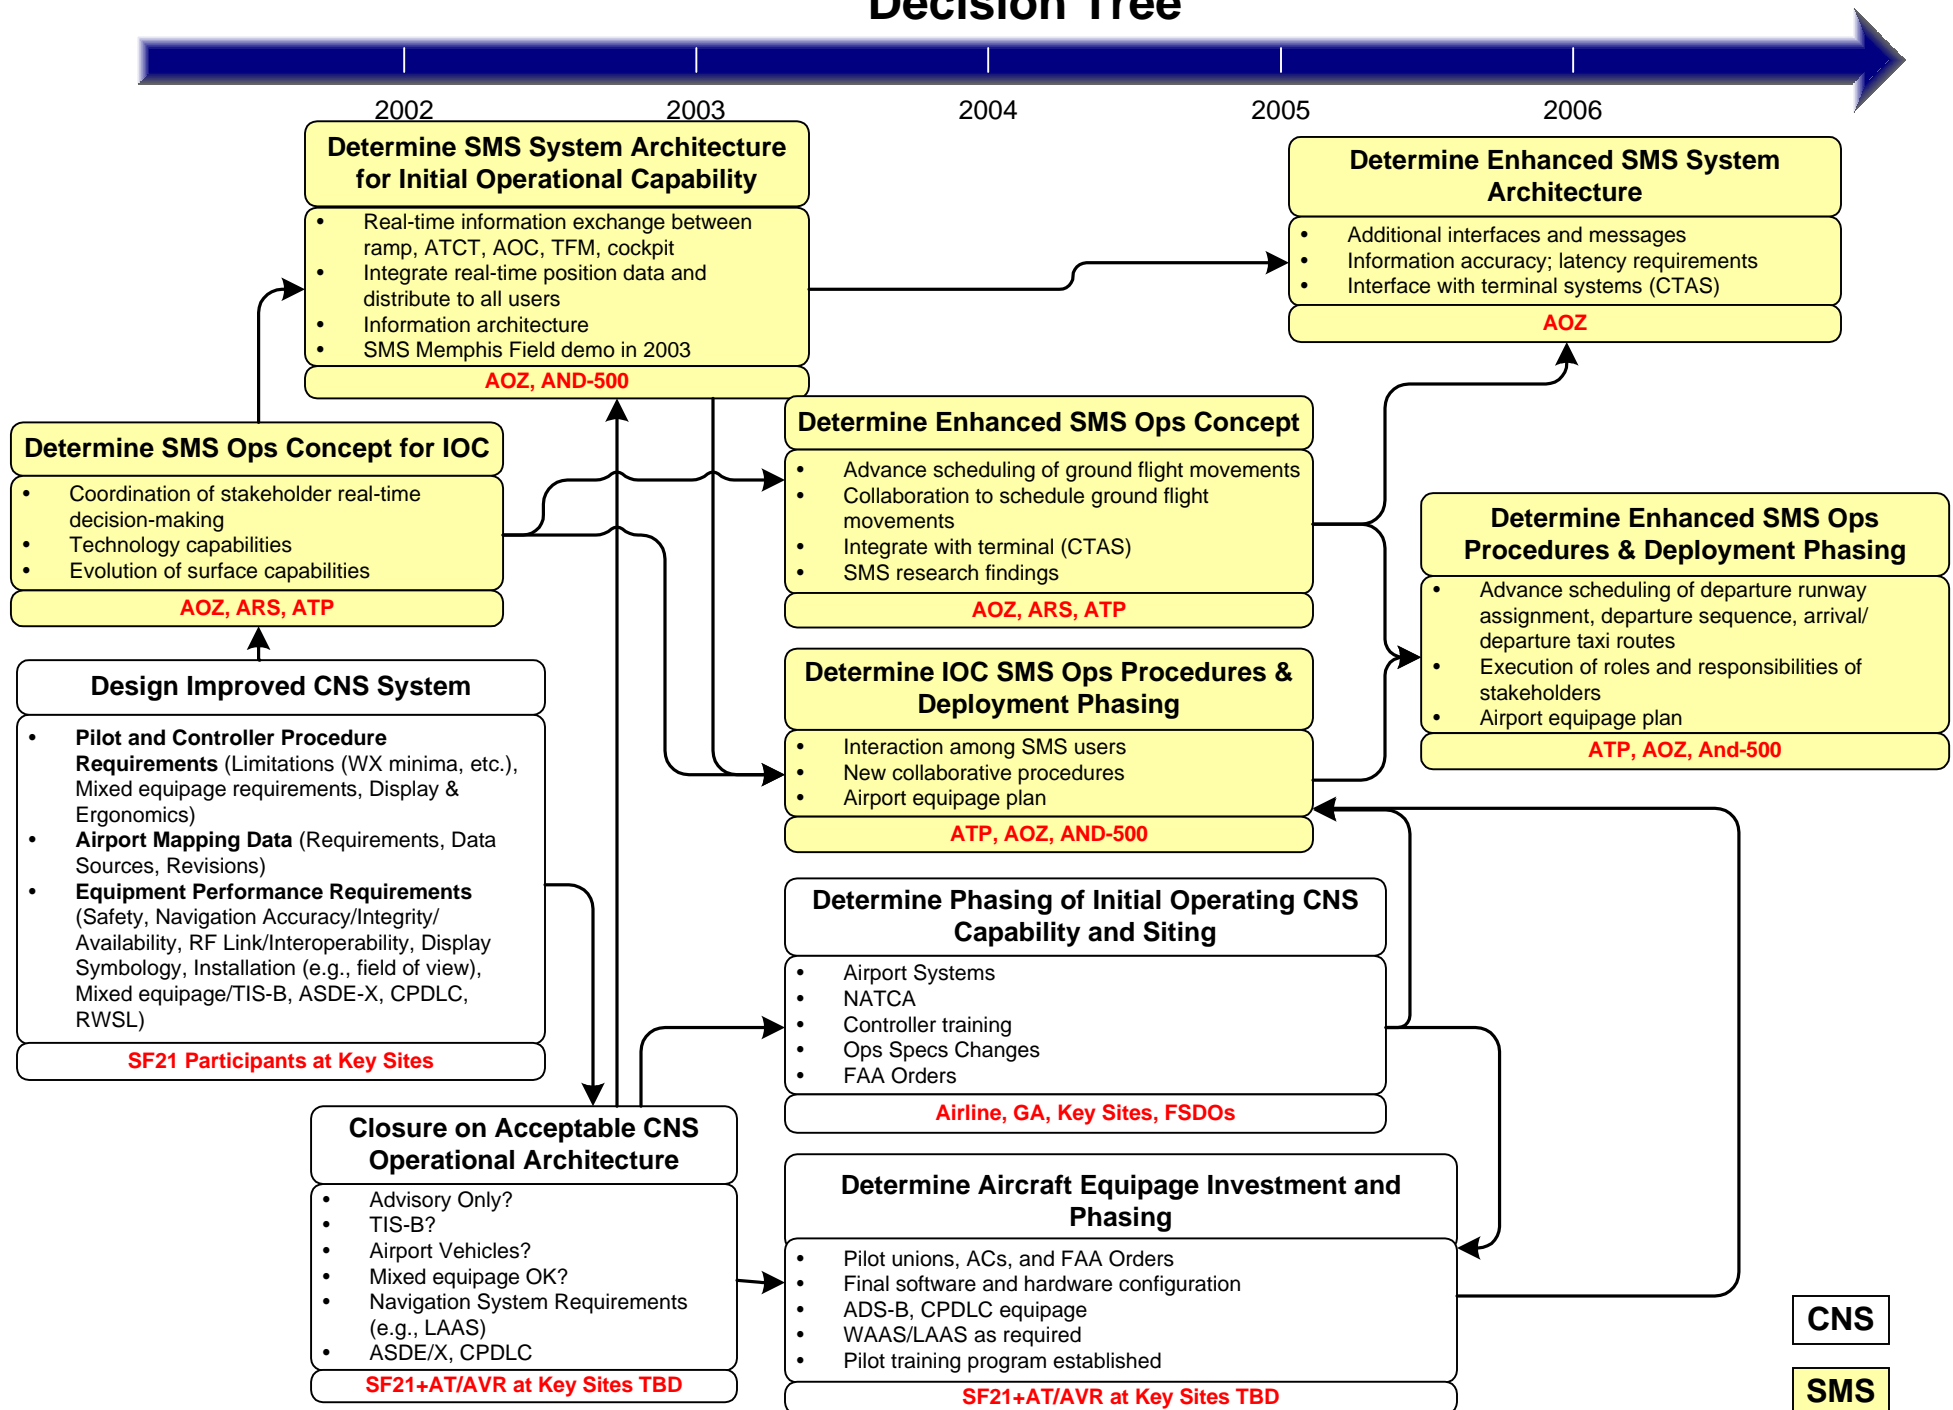 Decision Tree
2002
2003
2004
2005
2006
Determine SMS System Architecture
for Initial Operational Capability
• Real-time information exchange between
ramp, ATCT, AOC, TFM, cockpit
• Integrate real-time position data and
distribute to all users
• Information architecture
• SMS Memphis Field demo in 2003
AOZ, AND-500
Determine Enhanced SMS System
Architecture
• Additional interfaces and messages
• Information accuracy; latency requirements
• Interface with terminal systems (CTAS)
AOZ
Determine SMS Ops Concept for IOC
• Coordination of stakeholder real-time
decision-making
• Technology capabilities
• Evolution of surface capabilities
AOZ, ARS, ATP
Determine Enhanced SMS Ops Concept
• Advance scheduling of ground flight movements
• Collaboration to schedule ground flight
movements
• Integrate with terminal (CTAS)
• SMS research findings
AOZ, ARS, ATP
Determine Enhanced SMS Ops
Procedures & Deployment Phasing
• Advance scheduling of departure runway
assignment, departure sequence, arrival/
departure taxi routes
• Execution of roles and responsibilities of
stakeholders
• Airport equipage plan
ATP, AOZ, And-500
Design Improved CNS System
• Pilot and Controller Procedure
Requirements (Limitations (WX minima, etc.),
Mixed equipage requirements, Display &
Ergonomics)
• Airport Mapping Data (Requirements, Data
Sources, Revisions)
• Equipment Performance Requirements
(Safety, Navigation Accuracy/Integrity/
Availability, RF Link/Interoperability, Display
Symbology, Installation (e.g., field of view),
Mixed equipage/TIS-B, ASDE-X, CPDLC,
RWSL)
SF21 Participants at Key Sites
Determine IOC SMS Ops Procedures &
Deployment Phasing
• Interaction among SMS users
• New collaborative procedures
• Airport equipage plan
ATP, AOZ, AND-500
Determine Phasing of Initial Operating CNS
Capability and Siting
• Airport Systems
• NATCA
• Controller training
• Ops Specs Changes
• FAA Orders
Airline, GA, Key Sites, FSDOs
Closure on Acceptable CNS
Operational Architecture
• Advisory Only?
• TIS-B?
• Airport Vehicles?
• Mixed equipage OK?
• Navigation System Requirements
(e.g., LAAS)
• ASDE/X, CPDLC
SF21+AT/AVR at Key Sites TBD
Determine Aircraft Equipage Investment and
Phasing
• Pilot unions, ACs, and FAA Orders
• Final software and hardware configuration
• ADS-B, CPDLC equipage
• WAAS/LAAS as required
• Pilot training program established
SF21+AT/AVR at Key Sites TBD
CNS
SMS